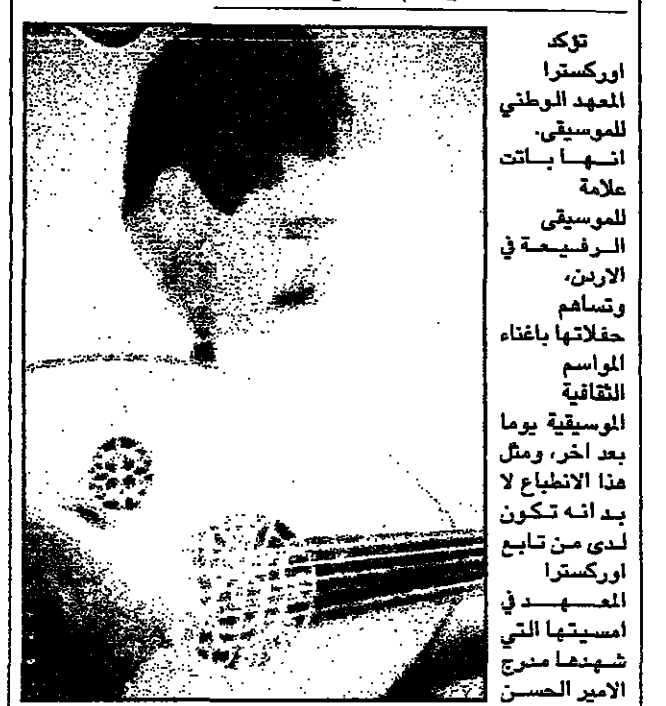 تؤكد
اوركسترا
المعهد الوطني
للموسيقى.
انها باتت
علامة
للموسيقى
الرفيعة في
الاردن،
وتساهم
حفلاتها باغناء
المواسم
الثقافية
الموسيقية يوما
بعد اخر، ومثل
هذا الانطباع لا
بد انه تكون
لدى من تابع
اوركسترا
المعهد في
امسيتها التي
شهدها مدرج
الامير الحسن